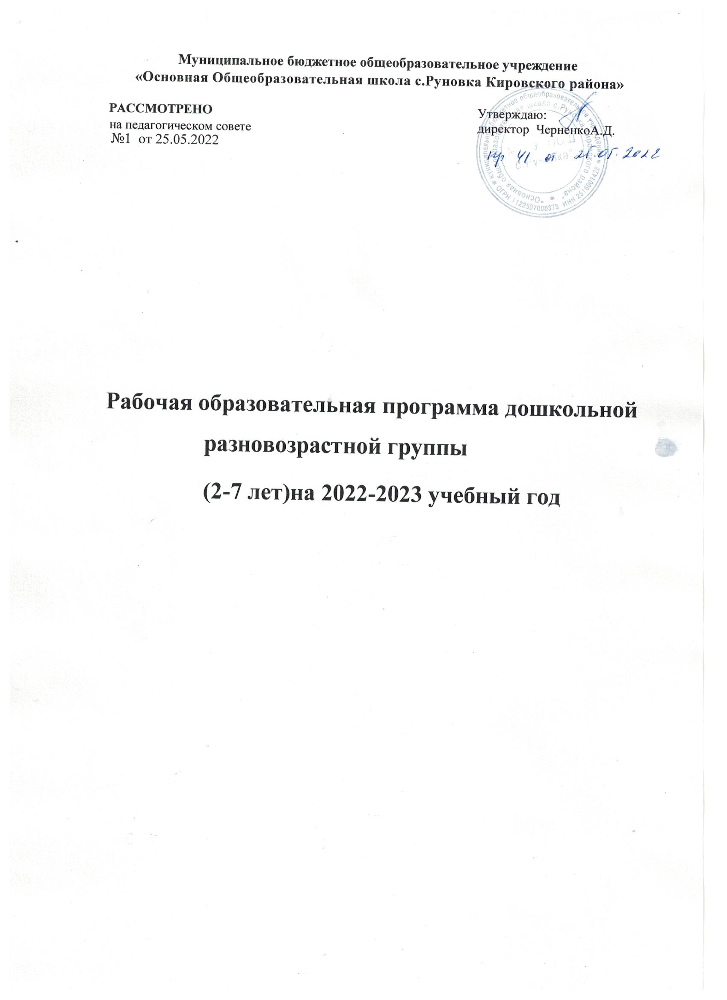 Муниципальное бюджетное общеобразовательное учреждение
«Основная Общеобразовательная школа с.Руновка Кировского района»
РАССМОТРЕНО
на педагогическом совете
№1 от 25.05.2022
Утверждаю:
директор ЧерненкоА.Д.
пр 41 от 25.05.2022
* муниципальное бюджетное общеобразовательное учреждение * ОГРН 1122507000373 ИНН 2516001428
"Основная общеобразовательная школа с.Руновка Кировского района" *
Рабочая образовательная программа дошкольной
разновозрастной группы
(2-7 лет)на 2022-2023 учебный год